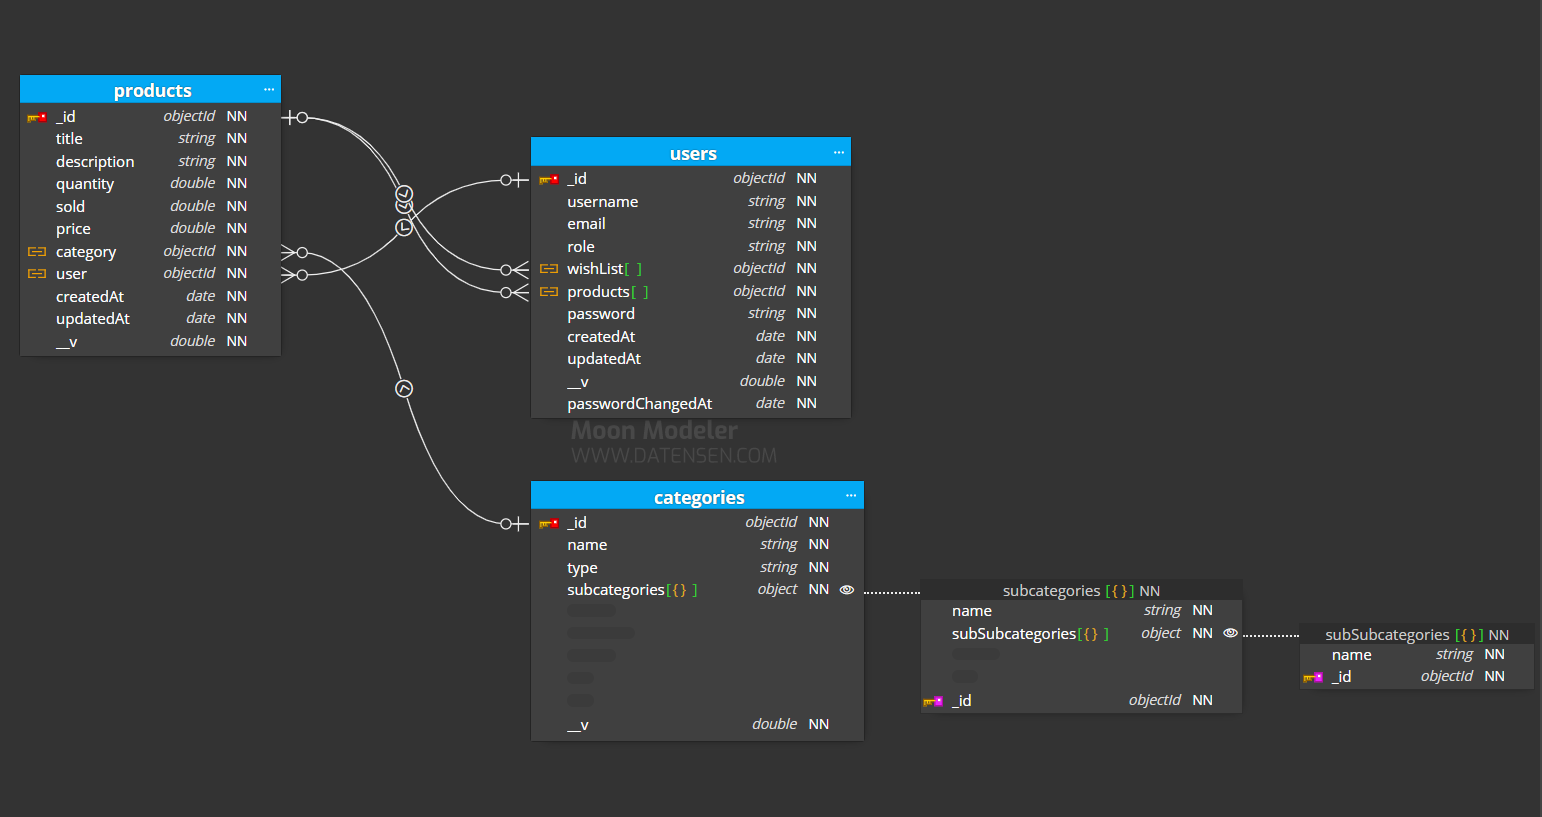 products ...
_id objectId NN
title string NN
description string NN
quantity double NN
sold double NN
price double NN
category objectId NN
user objectId NN
createdAt date NN
updatedAt date NN
__v double NN
users ...
_id objectId NN
username string NN
email string NN
role string NN
wishList[ ] objectId NN
products[ ] objectId NN
password string NN
createdAt date NN
updatedAt date NN
__v double NN
passwordChangedAt date NN
Moon Modeler
WWW.DATENSEN.COM
categories ...
_id objectId NN
name string NN
type string NN
subcategories[{} ] object NN
__v double NN
subcategories [{}] NN
name string NN
subSubcategories[{} ] object NN
_id objectId NN
subSubcategories [{}] NN
name string NN
_id objectId NN